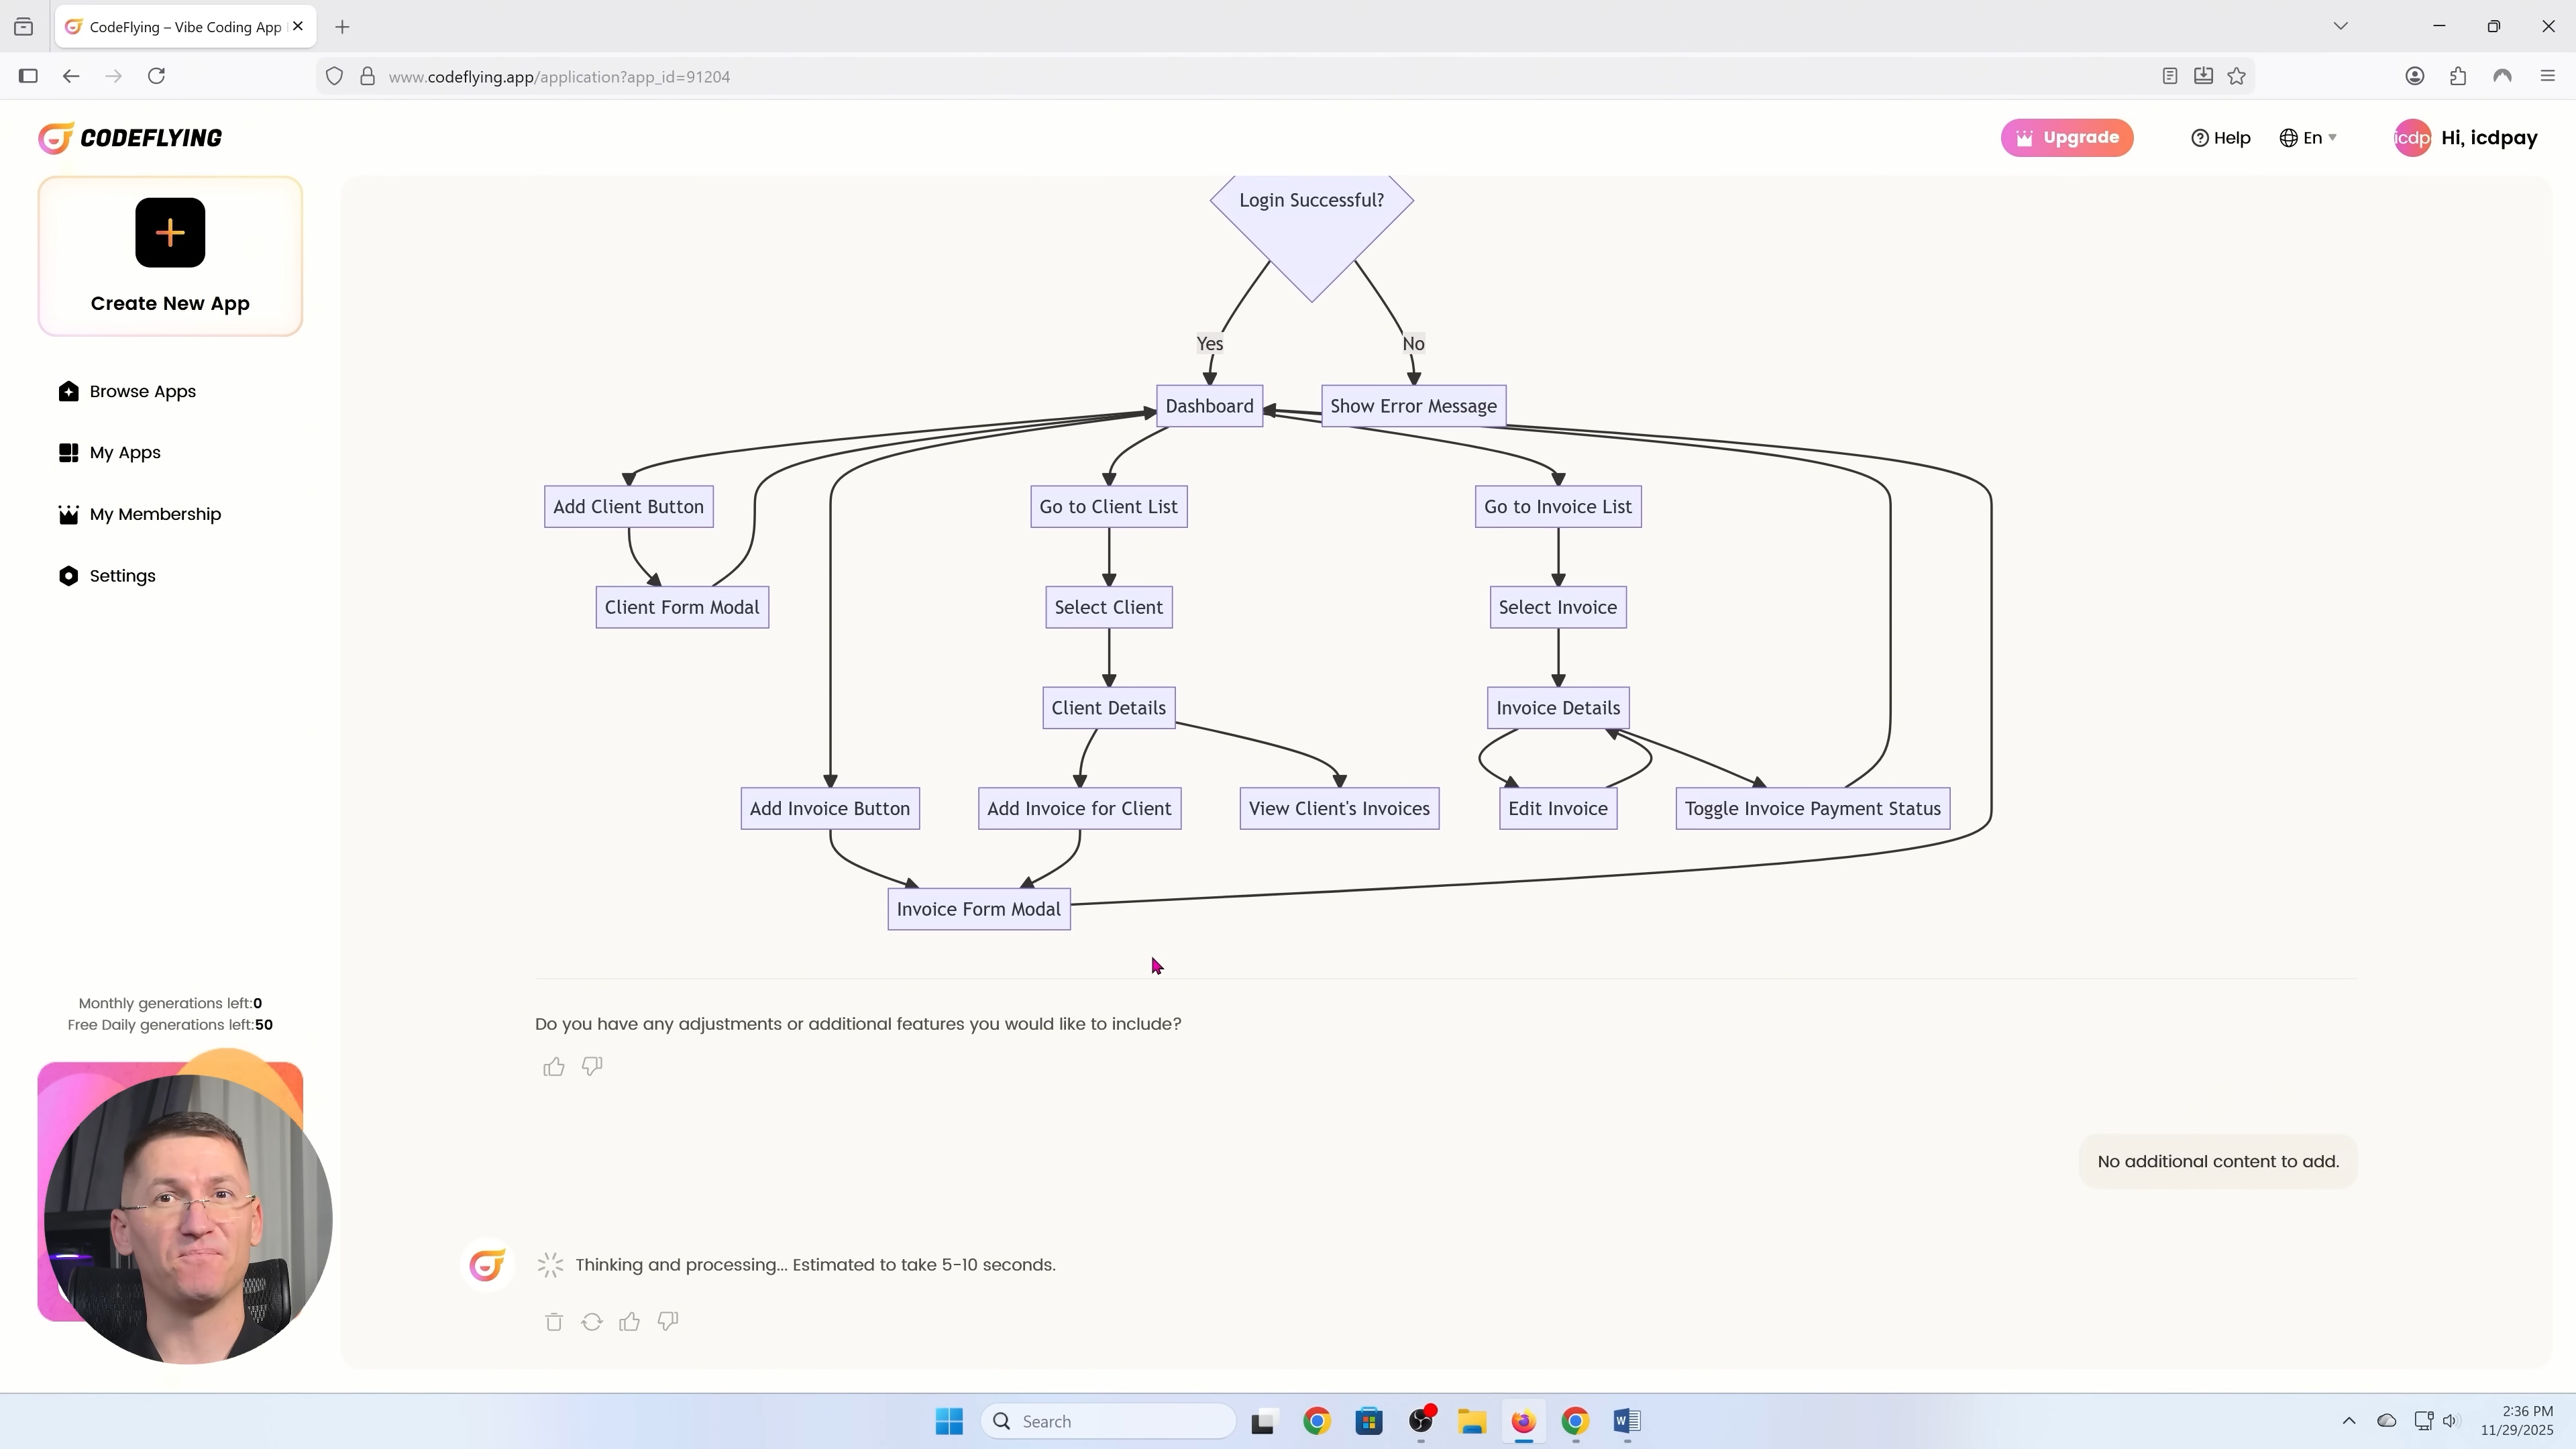 CodeFlying – Vibe Coding App
www.codeflying.app/application?app_id=91204
CODEFLYING
Upgrade
Help
En
icdp
Hi, icdpay
Create New App
Browse Apps
My Apps
My Membership
Settings
Monthly generations left:0
Free Daily generations left:50
Login Successful?
Yes
No
Dashboard
Show Error Message
Add Client Button
Go to Client List
Go to Invoice List
Client Form Modal
Select Client
Select Invoice
Client Details
Invoice Details
Add Invoice Button
Add Invoice for Client
View Client's Invoices
Edit Invoice
Toggle Invoice Payment Status
Invoice Form Modal
Do you have any adjustments or additional features you would like to include?
No additional content to add.
Thinking and processing... Estimated to take 5-10 seconds.
Search
2:36 PM
11/29/2025